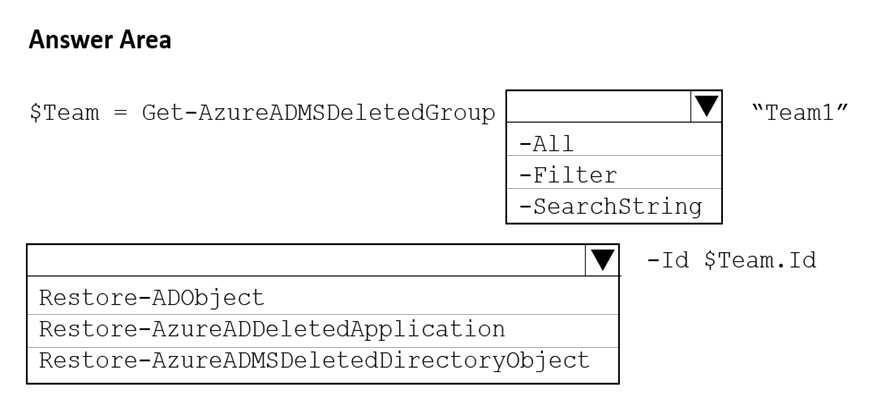 Answer Area
$Team = Get-AzureADMSDeletedGroup “Team1”
-All
-Filter
-SearchString
-Id $Team.Id
Restore-ADObject
Restore-AzureADDeletedApplication
Restore-AzureADMSDeletedDirectoryObject